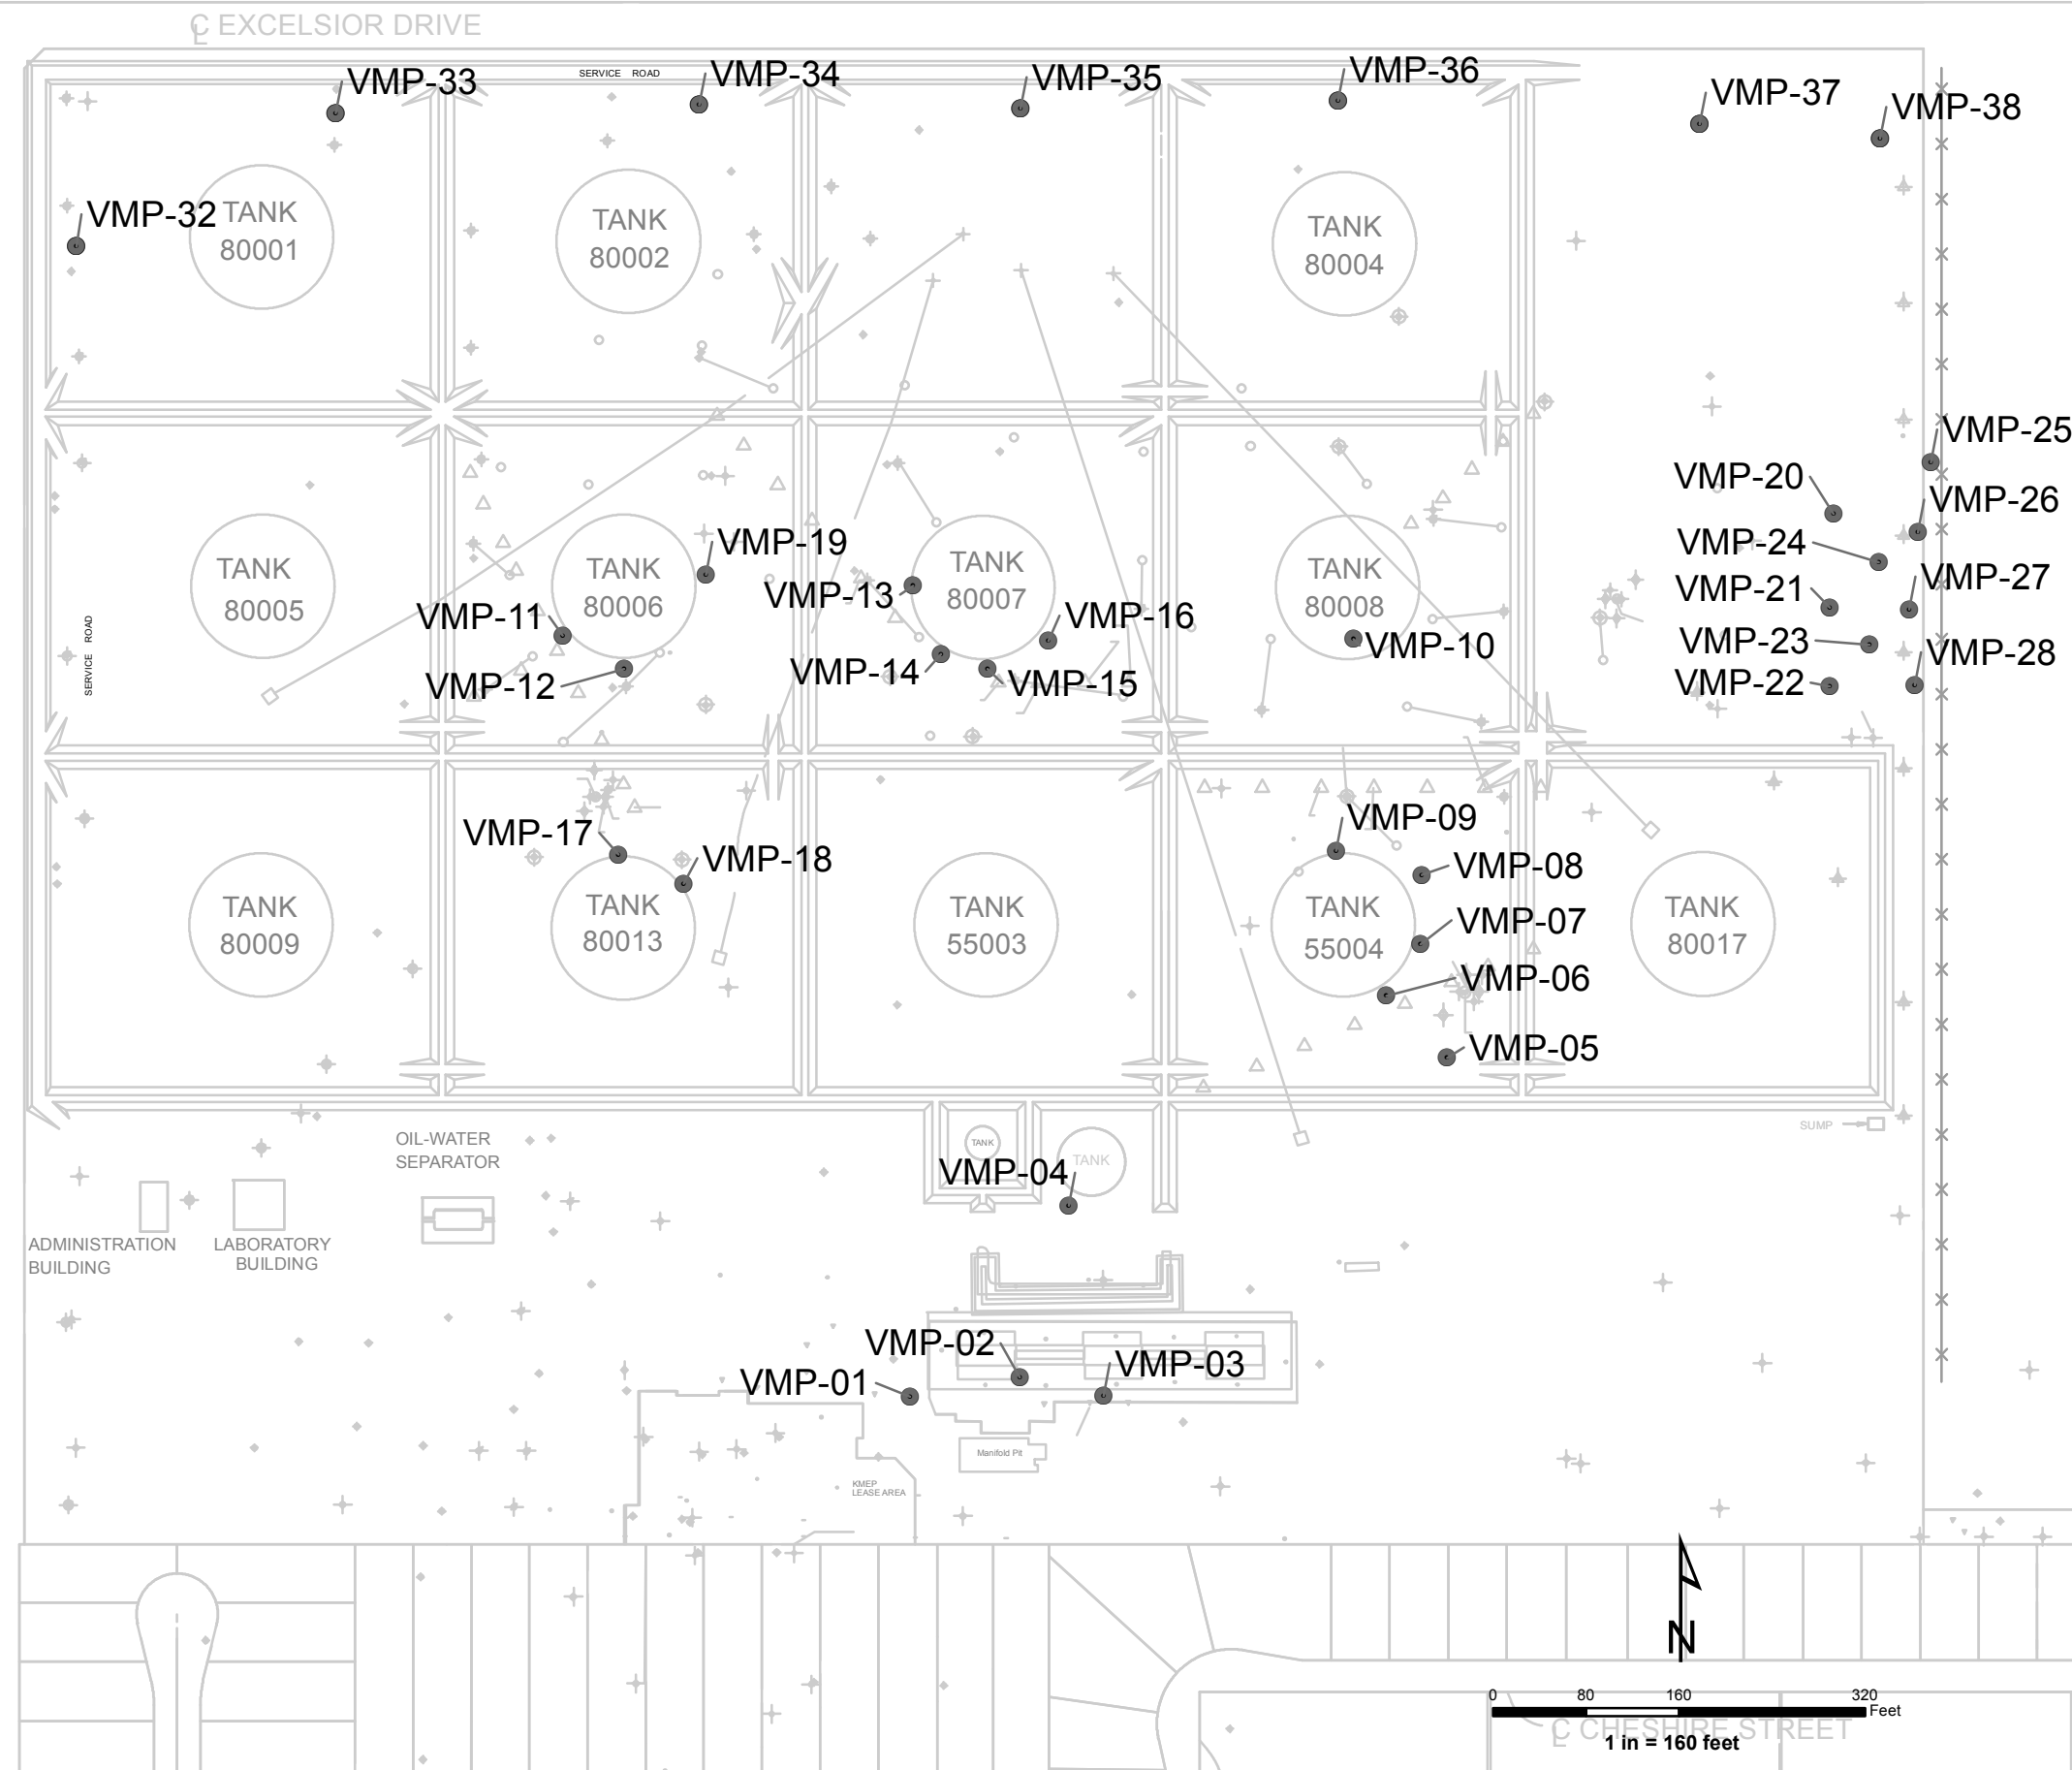 ℄ EXCELSIOR DRIVE
SERVICE ROAD
VMP-33
VMP-34
VMP-35
VMP-36
VMP-37
VMP-38
VMP-32
TANK
80001
TANK
80002
TANK
80004
VMP-25
VMP-20
VMP-26
VMP-24
VMP-27
VMP-21
VMP-23
VMP-28
VMP-22
SERVICE ROAD
TANK
80005
TANK
80006
VMP-19
VMP-11
VMP-12
TANK
80007
VMP-13
VMP-16
VMP-14
VMP-15
TANK
80008
VMP-10
VMP-17
VMP-18
VMP-09
VMP-08
VMP-07
VMP-06
VMP-05
TANK
80009
TANK
80013
TANK
55003
TANK
55004
TANK
80017
OIL-WATER
SEPARATOR
TANK
TANK
VMP-04
SUMP
ADMINISTRATION
BUILDING
LABORATORY
BUILDING
VMP-02
VMP-03
VMP-01
Manifold Pit
KMEP
LEASE AREA
N
0 80 160 320
Feet
℄ CHESHIRE STREET
1 in = 160 feet